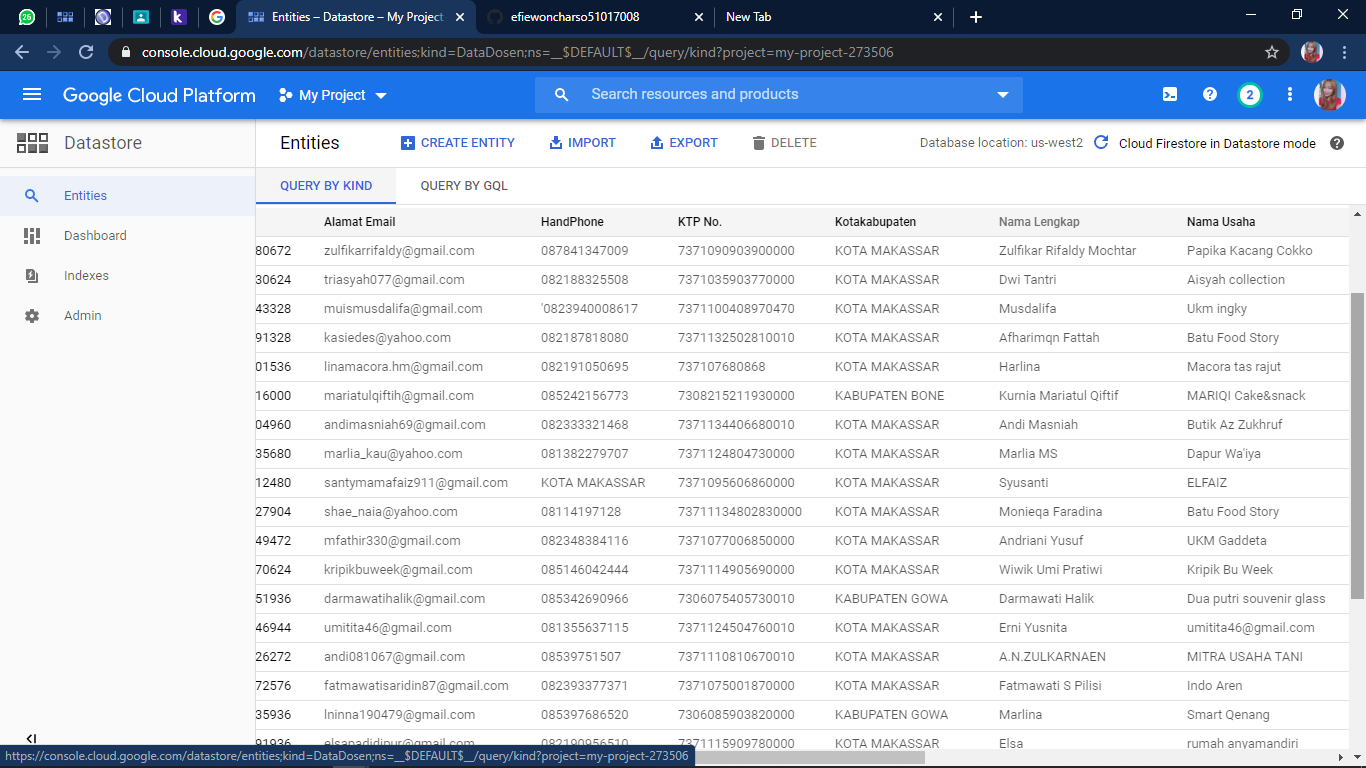 26
Entities – Datastore – My Project
efiewoncharso51017008
New Tab
console.cloud.google.com/datastore/entities;kind=DataDosen;ns=__$DEFAULT$__/query/kind?project=my-project-273506
Google Cloud Platform My Project Search resources and products 2
Datastore
Entities CREATE ENTITY IMPORT EXPORT DELETE Database location: us-west2 Cloud Firestore in Datastore mode
Entities
Dashboard
Indexes
Admin
QUERY BY KIND QUERY BY GQL
Alamat Email HandPhone KTP No. Kotakabupaten Nama Lengkap Nama Usaha
80672 zulfikarrifaldy@gmail.com 087841347009 7371090903900000 KOTA MAKASSAR Zulfikar Rifaldy Mochtar Papika Kacang Cokko
30624 triasyah077@gmail.com 082188325508 7371035903770000 KOTA MAKASSAR Dwi Tantri Aisyah collection
43328 muismusdalifa@gmail.com '0823940008617 7371100408970470 KOTA MAKASSAR Musdalifa Ukm ingky
91328 kasiedes@yahoo.com 082187818080 7371132502810010 KOTA MAKASSAR Afharimqn Fattah Batu Food Story
01536 linamacora.hm@gmail.com 082191050695 737107680868 KOTA MAKASSAR Harlina Macora tas rajut
16000 mariatulqiftih@gmail.com 085242156773 7308215211930000 KABUPATEN BONE Kurnia Mariatul Qiftif MARIQI Cake&snack
04960 andimasniah69@gmail.com 082333321468 7371134406680010 KOTA MAKASSAR Andi Masniah Butik Az Zukhruf
35680 marlia_kau@yahoo.com 081382279707 7371124804730000 KOTA MAKASSAR Marlia MS Dapur Wa'iya
12480 santymamafaiz911@gmail.com KOTA MAKASSAR 7371095606860000 KOTA MAKASSAR Syusanti ELFAIZ
27904 shae_naia@yahoo.com 08114197128 73711134802830000 KOTA MAKASSAR Monieqa Faradina Batu Food Story
49472 mfathir330@gmail.com 082348384116 7371077006850000 KOTA MAKASSAR Andriani Yusuf UKM Gaddeta
70624 kripikbuweek@gmail.com 085146042444 7371114905690000 KOTA MAKASSAR Wiwik Umi Pratiwi Kripik Bu Week
51936 darmawatihalik@gmail.com 085342690966 7306075405730010 KABUPATEN GOWA Darmawati Halik Dua putri souvenir glass
46944 umitita46@gmail.com 081355637115 7371124504760010 KOTA MAKASSAR Erni Yusnita umitita46@gmail.com
26272 andi081067@gmail.com 08539751507 7371110810670010 KOTA MAKASSAR A.N.ZULKARNAEN MITRA USAHA TANI
72576 fatmawatisaridin87@gmail.com 082393377371 7371075001870000 KOTA MAKASSAR Fatmawati S Pilisi Indo Aren
35936 lninna190479@gmail.com 085397686520 7306085903820000 KABUPATEN GOWA Marlina Smart Qenang
91936 elsapadidipur@gmail.com 082190956510 7371115909780000 KOTA MAKASSAR Elsa rumah anyamandiri
https://console.cloud.google.com/datastore/entities;kind=DataDosen;ns=__$DEFAULT$__/query/kind?project=my-project-273506